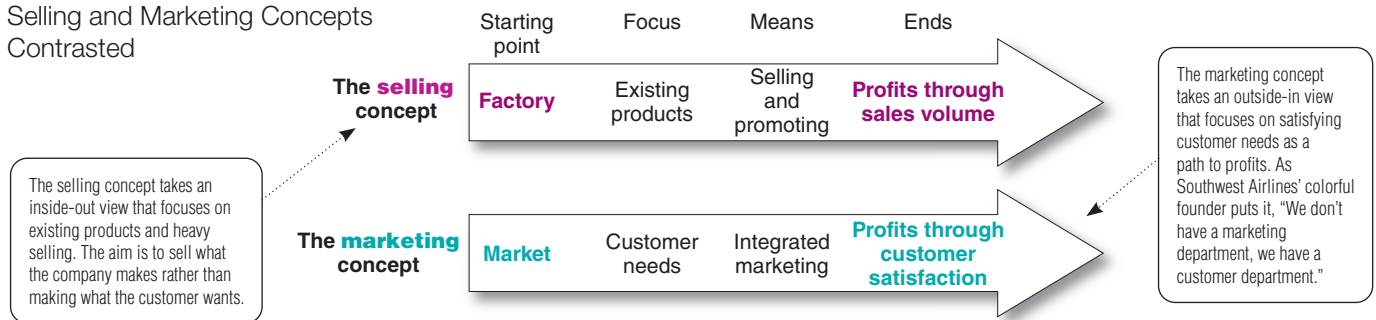 Selling and Marketing Concepts
Contrasted
Starting
point
Focus
Means
Ends
The selling
concept
Factory
Existing
products
Selling
and
promoting
Profits through
sales volume
The marketing concept
takes an outside-in view
that focuses on satisfying
customer needs as a
path to profits. As
Southwest Airlines’ colorful
founder puts it, “We don’t
have a marketing
department, we have a
customer department.”
The selling concept takes an
inside-out view that focuses on
existing products and heavy
selling. The aim is to sell what
the company makes rather than
making what the customer wants.
The marketing
concept
Market
Customer
needs
Integrated
marketing
Profits through
customer
satisfaction